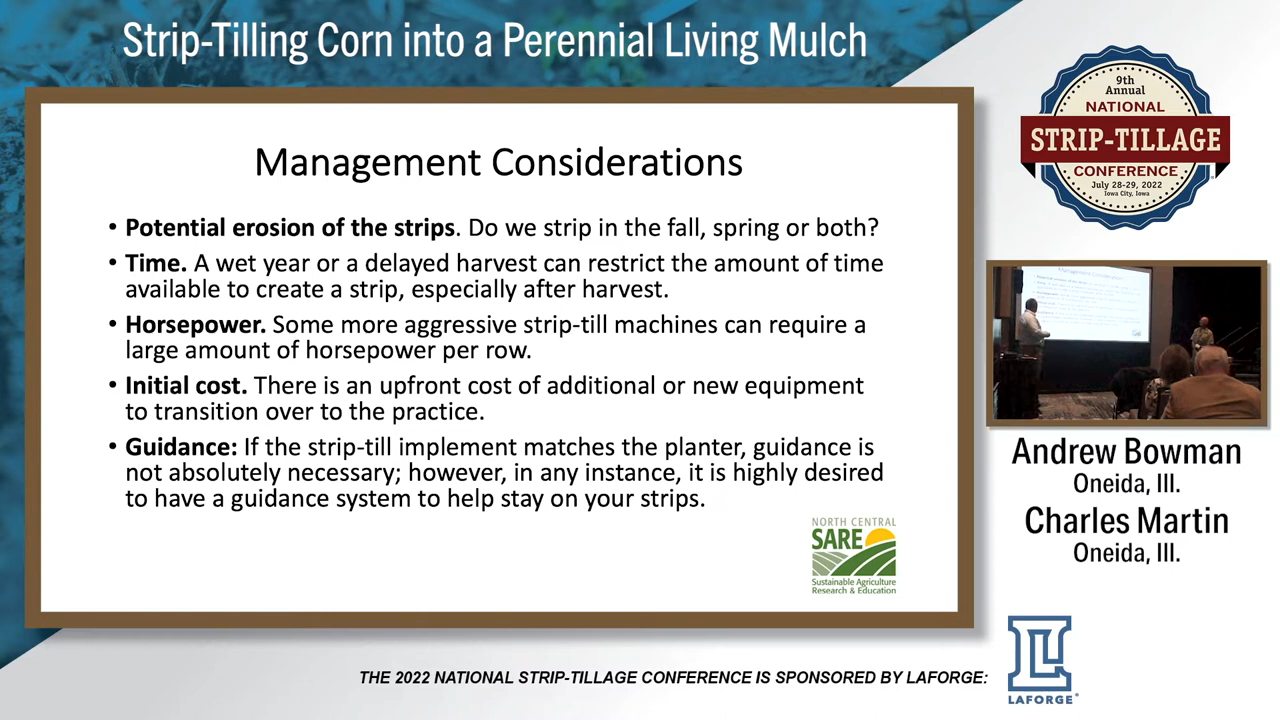 Strip-Tilling Corn into a Perennial Living Mulch
Management Considerations
• Potential erosion of the strips. Do we strip in the fall, spring or both?
• Time. A wet year or a delayed harvest can restrict the amount of time
available to create a strip, especially after harvest.
• Horsepower. Some more aggressive strip-till machines can require a
large amount of horsepower per row.
• Initial cost. There is an upfront cost of additional or new equipment
to transition over to the practice.
• Guidance: If the strip-till implement matches the planter, guidance is
not absolutely necessary; however, in any instance, it is highly desired
to have a guidance system to help stay on your strips.
NORTH CENTRAL
SARE
Sustainable Agriculture
Research & Education
9th
Annual
NATIONAL
STRIP-TILLAGE
CONFERENCE
July 28-29, 2022
Iowa City, Iowa
Management Considerations
Andrew Bowman
Oneida, Ill.
Charles Martin
Oneida, Ill.
THE 2022 NATIONAL STRIP-TILLAGE CONFERENCE IS SPONSORED BY LAFORGE:
LAFORGE®